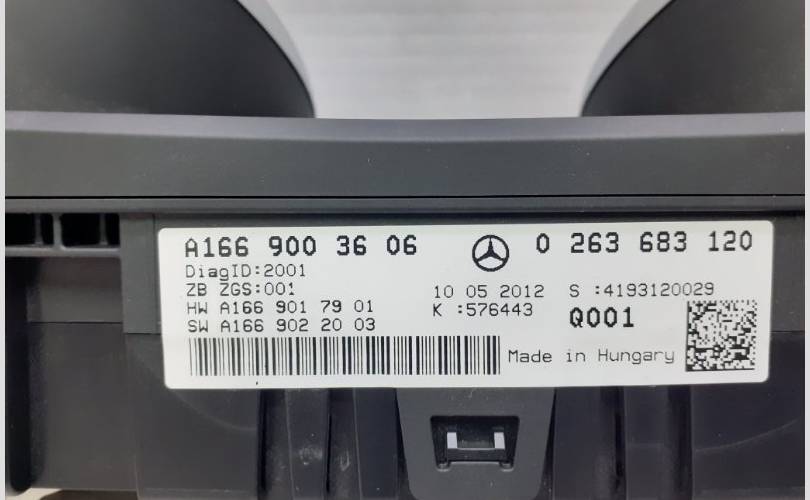 A166 900 36 06 0 263 683 120
DiagID:2001
ZB ZGS:001 10 05 2012 S :4193120029
HW A166 901 79 01 K :576443 Q001
SW A166 902 20 03
Made in Hungary